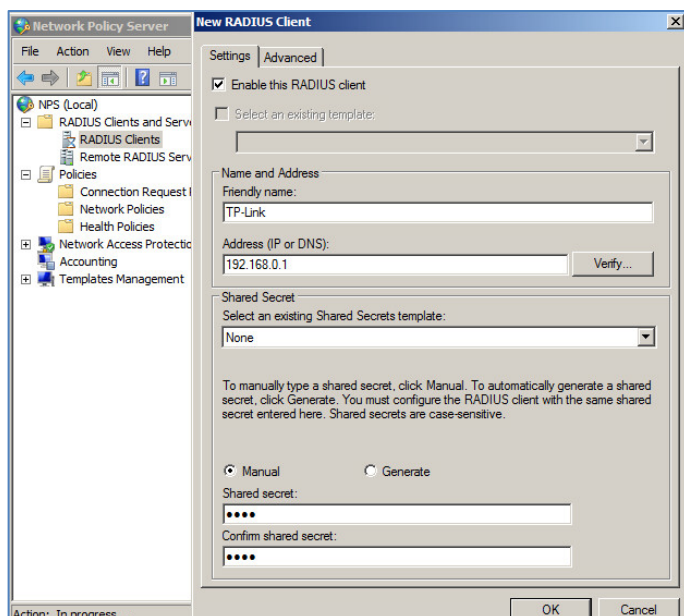 Network Policy Server
File Action View Help
NPS (Local)
RADIUS Clients and Serv
RADIUS Clients
Remote RADIUS Serv
Policies
Connection Request
Network Policies
Health Policies
Network Access Protectio
Accounting
Templates Management
Action: In progress
New RADIUS Client
Settings Advanced
Enable this RADIUS client
Select an existing template:
Name and Address
Friendly name:
TP-Link
Address (IP or DNS):
192.168.0.1 Verify...
Shared Secret
Select an existing Shared Secrets template:
None
To manually type a shared secret, click Manual. To automatically generate a shared
secret, click Generate. You must configure the RADIUS client with the same shared
secret entered here. Shared secrets are case-sensitive.
Manual Generate
Shared secret:
••••
Confirm shared secret:
••••
OK Cancel